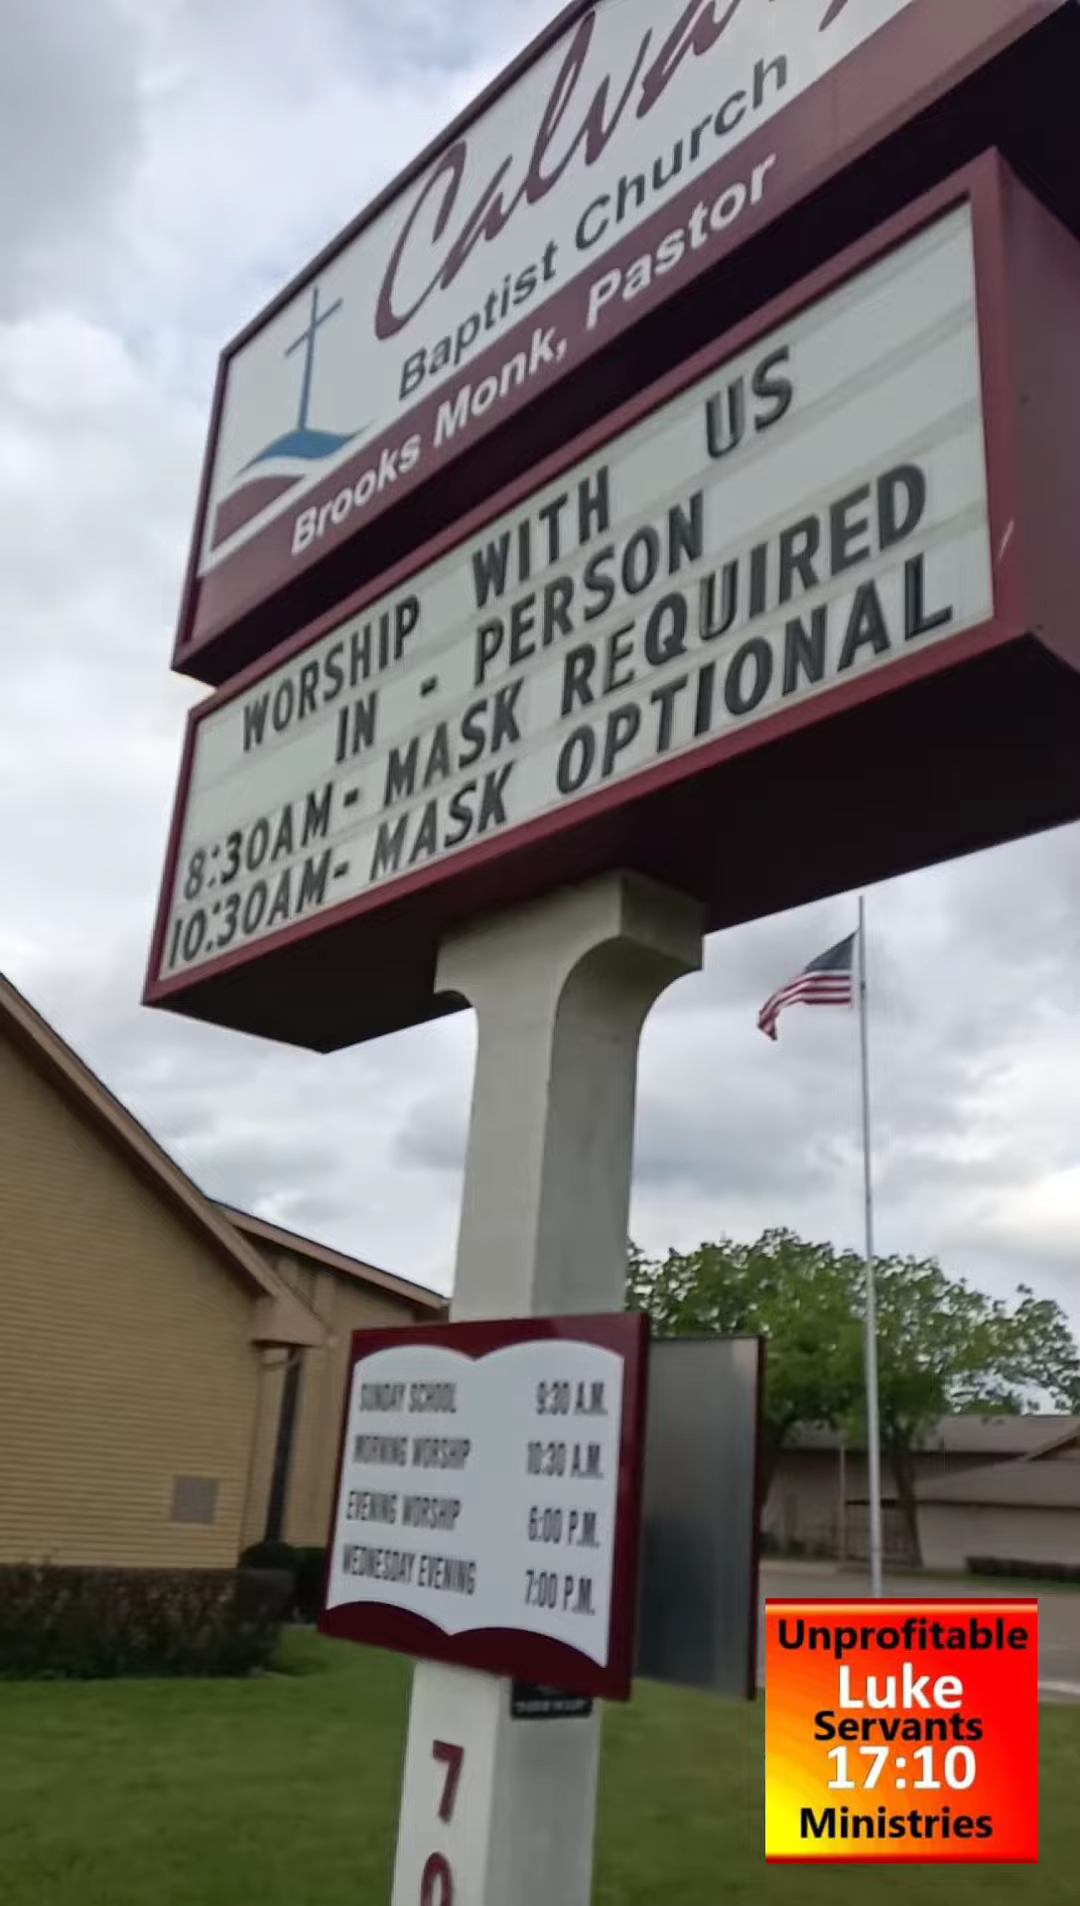 Calvary
Baptist Church
Brooks Monk, Pastor
WORSHIP WITH US
IN - PERSON
8:30AM- MASK REQUIRED
10:30AM- MASK OPTIONAL
SUNDAY SCHOOL 9:30 A.M.
MORNING WORSHIP 10:30 A.M.
EVENING WORSHIP 6:00 P.M.
WEDNESDAY EVENING 7:00 P.M.
7
0
Unprofitable
Luke
Servants
17:10
Ministries